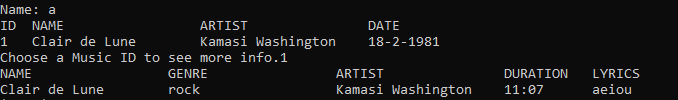 Name: a
ID  NAME                 ARTIST               DATE
1   Clair de Lune        Kamasi Washington    18-2-1981
Choose a Music ID to see more info.1
NAME                 GENRE                ARTIST               DURATION   LYRICS
Clair de Lune        rock                 Kamasi Washington    11:07      aeiou